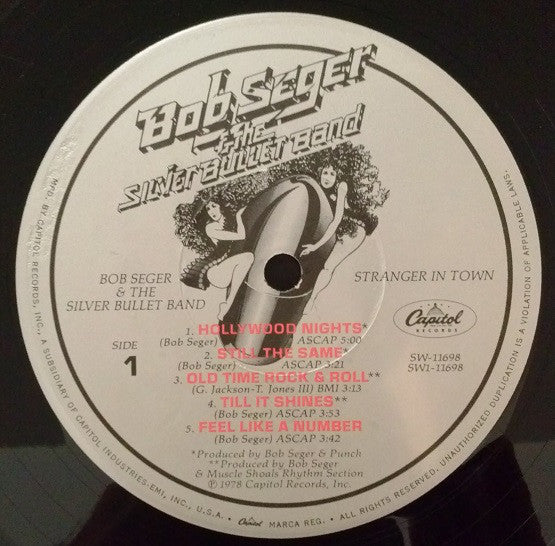 Bob Seger
& the
Silver Bullet Band
BOB SEGER
& THE
SILVER BULLET BAND
STRANGER IN TOWN
SIDE
1
Capitol
RECORDS
SW-11698
SW1-11698
1. HOLLYWOOD NIGHTS*
(Bob Seger) ASCAP 5:00
2. STILL THE SAME*
(Bob Seger) ASCAP 3:21
3. OLD TIME ROCK & ROLL**
(G. Jackson-T. Jones III) BMI 3:13
4. TILL IT SHINES**
(Bob Seger) ASCAP 3:53
5. FEEL LIKE A NUMBER
(Bob Seger) ASCAP 3:42
*Produced by Bob Seger & Punch
**Produced by Bob Seger
& Muscle Shoals Rhythm Section
℗ 1978 Capitol Records, Inc.
MFD. BY CAPITOL RECORDS, INC., A SUBSIDIARY OF CAPITOL INDUSTRIES-EMI, INC., U.S.A. • Capitol MARCA REG. • ALL RIGHTS RESERVED. UNAUTHORIZED DUPLICATION IS A VIOLATION OF APPLICABLE LAWS.